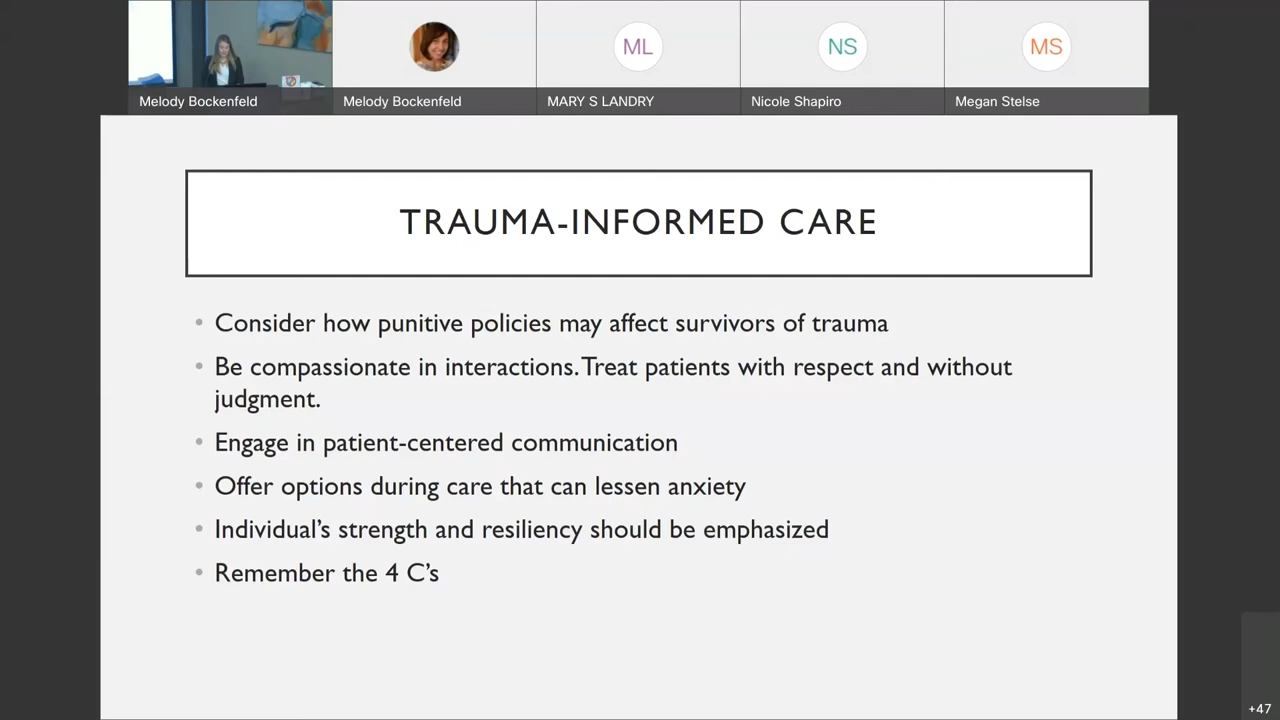 ML
NS
MS
Melody Bockenfeld
Melody Bockenfeld
MARY S LANDRY
Nicole Shapiro
Megan Stelse
TRAUMA-INFORMED CARE
• Consider how punitive policies may affect survivors of trauma
• Be compassionate in interactions. Treat patients with respect and without
judgment.
• Engage in patient-centered communication
• Offer options during care that can lessen anxiety
• Individual’s strength and resiliency should be emphasized
• Remember the 4 C’s
+47